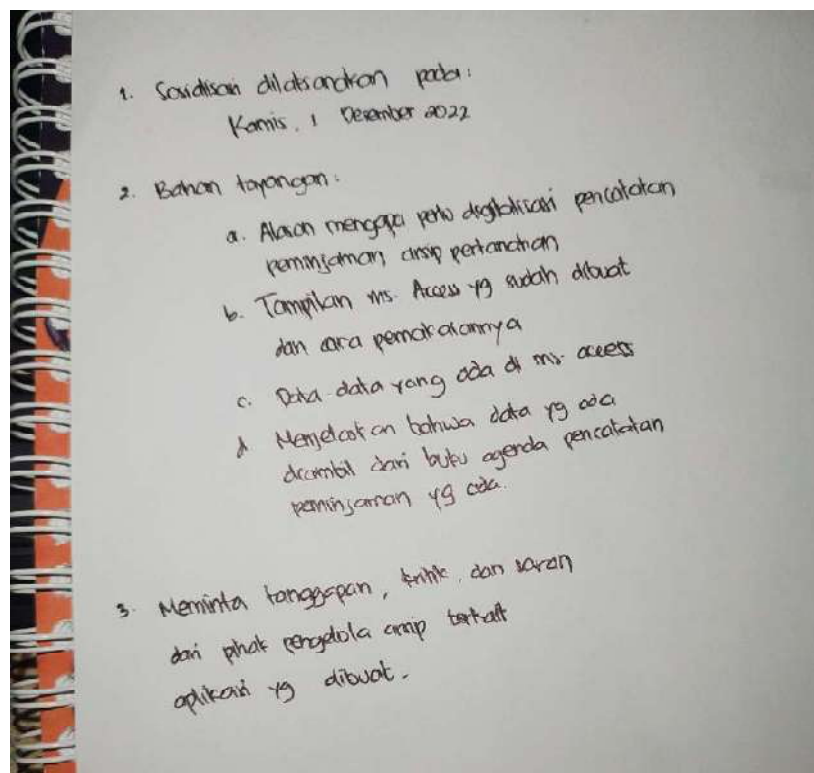 1. Sosialisasi dilaksanakan pada:
Kamis, 1 Desember 2022
2. Bahan tayangan:
a. Alasan mengapa perlu digitalisasi pencatatan
peminjaman arsip pertanahan
b. Tampilan ms. Access yg sudah dibuat
dan cara pemakaiannya
c. Data-data yang ada di ms. access
d Menjelaskan bahwa data yg ada
diambil dari buku agenda pencatatan
peminjaman yg ada.
3. Meminta tanggapan, kritik, dan saran
dari pihak pengelola arsip terkait
aplikasi yg dibuat.